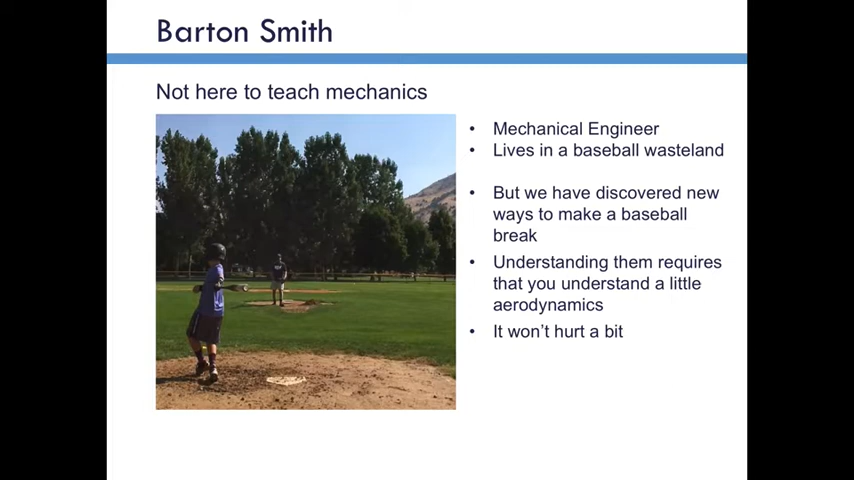 Barton Smith
Not here to teach mechanics
• Mechanical Engineer
• Lives in a baseball wasteland
• But we have discovered new
ways to make a baseball
break
• Understanding them requires
that you understand a little
aerodynamics
• It won't hurt a bit